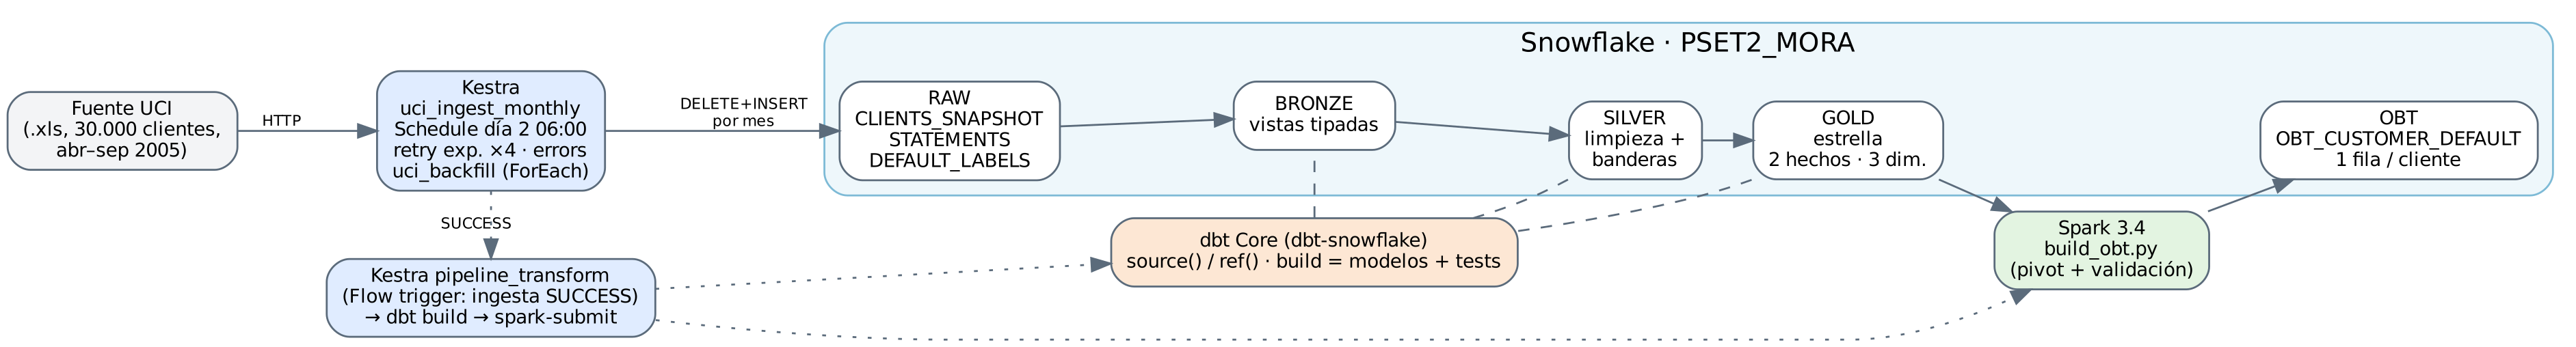 Snowflake · PSET2_MORA
Fuente UCI
(.xls, 30.000 clientes,
abr–sep 2005)
HTTP
Kestra
uci_ingest_monthly
Schedule día 2 06:00
retry exp. ×4 · errors
uci_backfill (ForEach)
DELETE+INSERT
por mes
RAW
CLIENTS_SNAPSHOT
STATEMENTS
DEFAULT_LABELS
BRONZE
vistas tipadas
SILVER
limpieza +
banderas
GOLD
estrella
2 hechos · 3 dim.
OBT
OBT_CUSTOMER_DEFAULT
1 fila / cliente
SUCCESS
Kestra pipeline_transform
(Flow trigger: ingesta SUCCESS)
→ dbt build → spark-submit
dbt Core (dbt-snowflake)
source() / ref() · build = modelos + tests
Spark 3.4
build_obt.py
(pivot + validación)